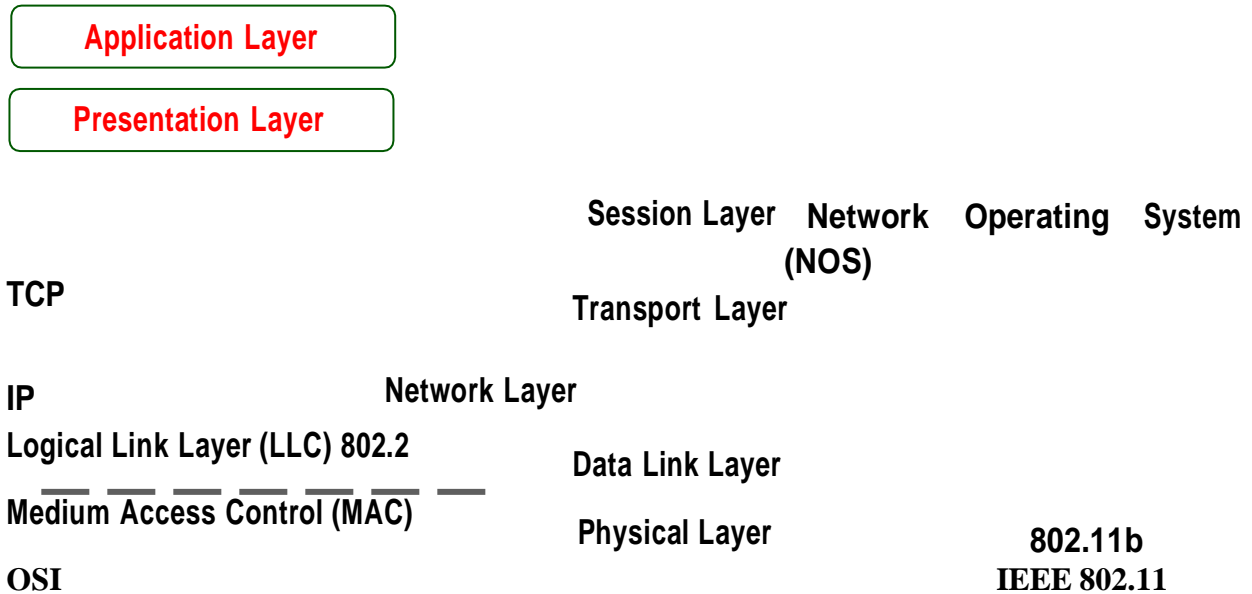 Application Layer
Presentation Layer
Session Layer Network Operating System
(NOS)
TCP
Transport Layer
Network Layer
IP
Logical Link Layer (LLC) 802.2
Data Link Layer
Medium Access Control (MAC)
Physical Layer
802.11b
OSI IEEE 802.11